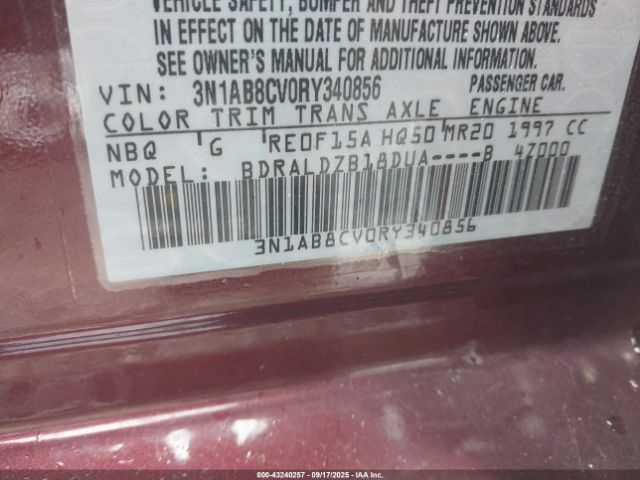 VEHICLE SAFETY, BUMPER AND THEFT PREVENTION STANDARDS
IN EFFECT ON THE DATE OF MANUFACTURE SHOWN ABOVE.
SEE OWNER'S MANUAL FOR ADDITIONAL INFORMATION.
VIN: 3N1AB8CV0RY340856 PASSENGER CAR.
COLOR TRIM TRANS AXLE ENGINE
NBQ G RE0F15A HQ50 MR20 1997 CC
MODEL: BDRALDZB18DUA----B 47000
3N1AB8CV0RY340856
000-43240257 - 09/17/2025 - IAA Inc.